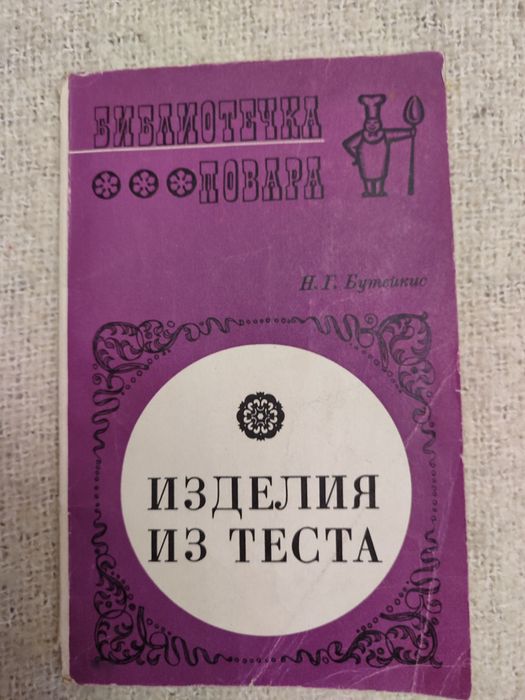 БИБЛИОТЕЧКА
ПОВАРА
Н. Г. Бутейкис
ИЗДЕЛИЯ
ИЗ ТЕСТА